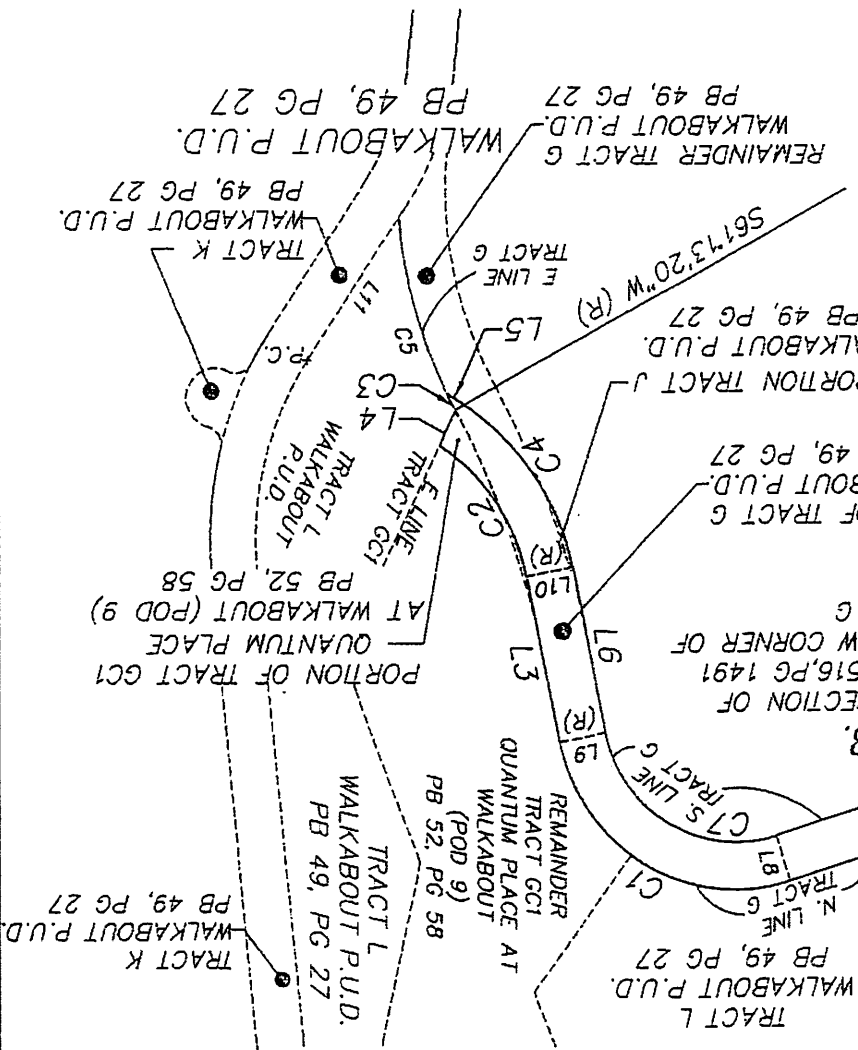 TRACT L
WALKABOUT P.U.D.
PB 49, PG 27
N. LINE
TRACT G
C1
L8
C7
S. LINE
TRACT G
L9
(R)
REMAINDER
TRACT GC1
QUANTUM PLACE AT
WALKABOUT
(POD 9)
PB 52, PG 58
TRACT L
WALKABOUT P.U.D.
PB 49, PG 27
TRACT K
WALKABOUT P.U.D.
PB 49, PG 27
ECTION OF
516,PG 1491
W CORNER OF
G
L6
L3
PORTION OF TRACT GC1
QUANTUM PLACE
AT WALKABOUT (POD 9)
PB 52, PG 58
OF TRACT G
BOUT P.U.D.
49, PG 27
L10
(R)
C2
C4
E. LINE
TRACT GC1
TRACT L
WALKABOUT
P.U.D.
PORTION TRACT J
ALKABOUT P.U.D.
PB 49, PG 27
L4
C3
L5
C5
P.C.
L11
S61°13'20"W (R)
E LINE
TRACT G
TRACT K
WALKABOUT P.U.D.
PB 49, PG 27
REMAINDER TRACT G
WALKABOUT P.U.D.
PB 49, PG 27
WALKABOUT P.U.D.
PB 49, PG 27